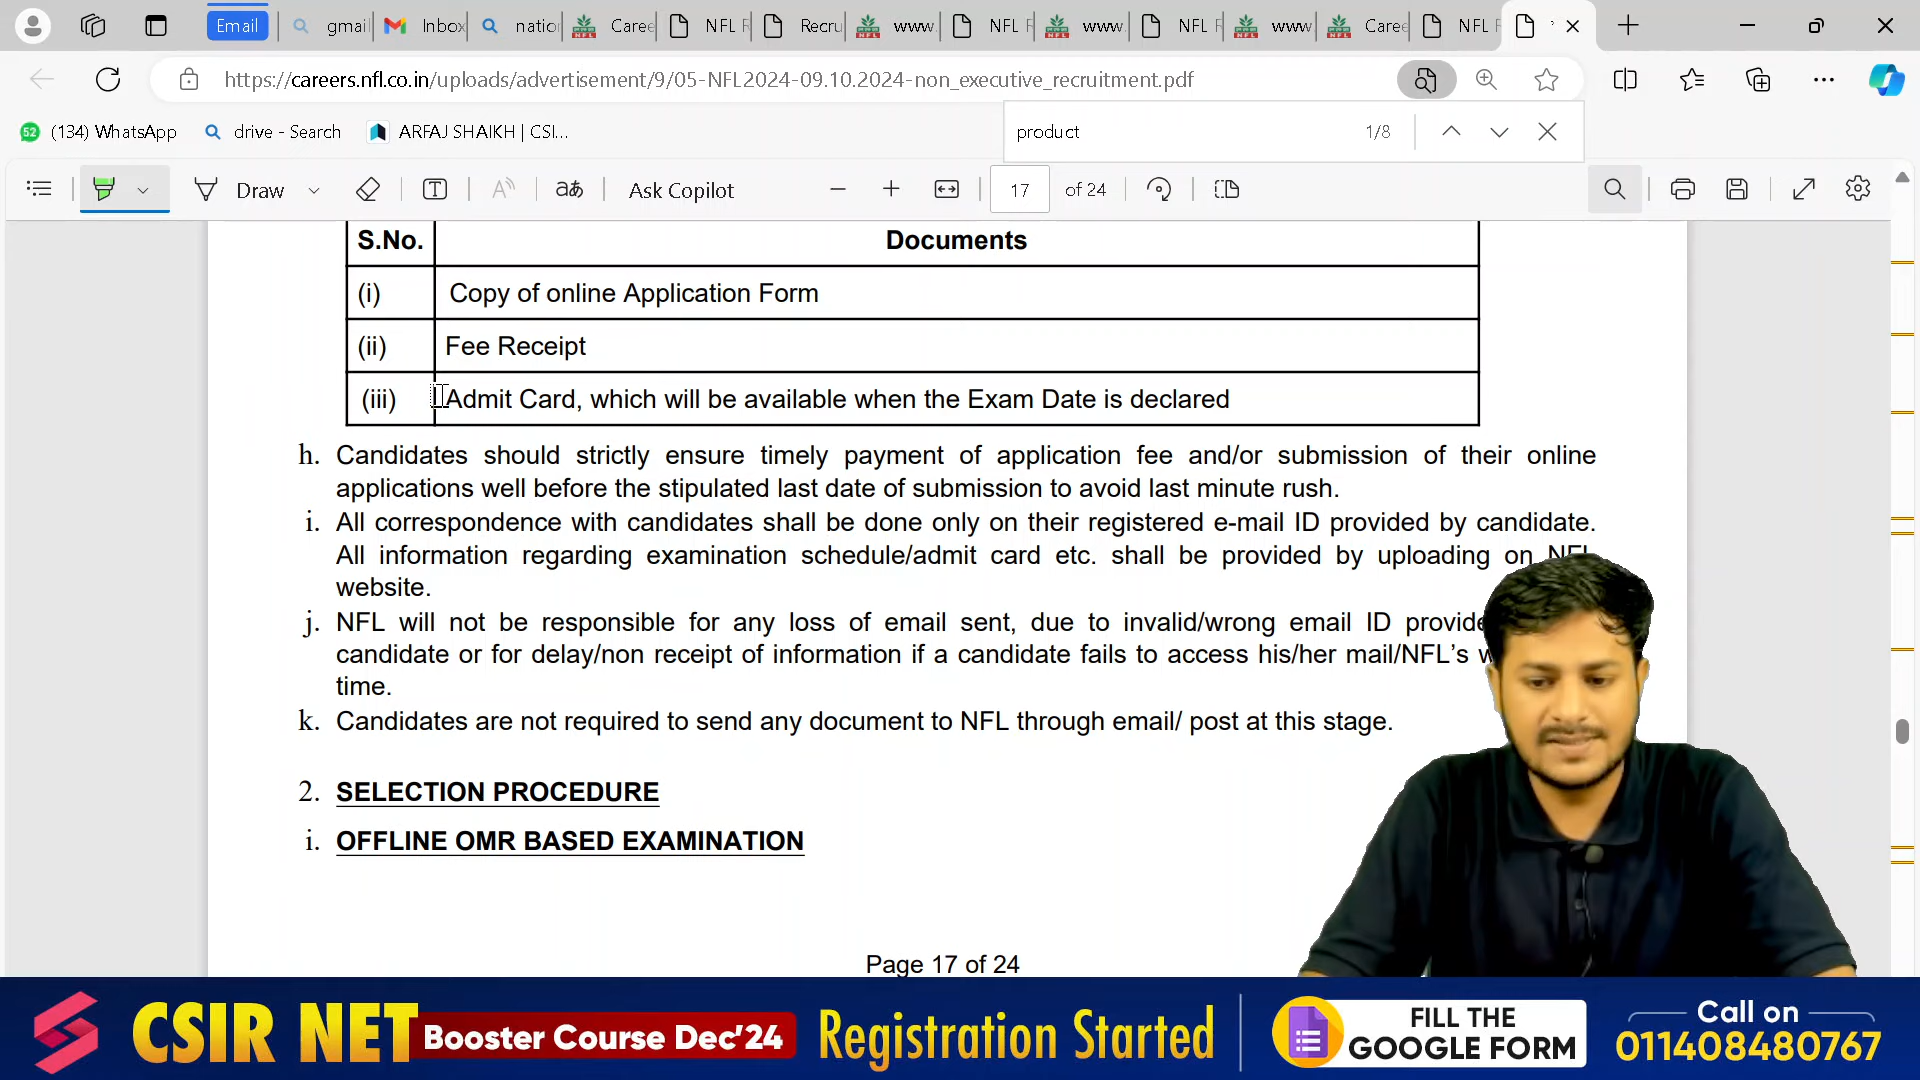 Email
gmail
Inbox
natio
Caree
NFL F
Recru
www.
NFL F
www.
NFL F
www
Caree
NFL F
https://careers.nfl.co.in/uploads/advertisement/9/05-NFL2024-09.10.2024-non_executive_recruitment.pdf
52 (134) WhatsApp
drive - Search
ARFAJ SHAIKH | CSI...
product 1/8
Draw
Ask Copilot
17 of 24
S.No. Documents
(i) Copy of online Application Form
(ii) Fee Receipt
(iii) Admit Card, which will be available when the Exam Date is declared
h. Candidates should strictly ensure timely payment of application fee and/or submission of their online
applications well before the stipulated last date of submission to avoid last minute rush.
i. All correspondence with candidates shall be done only on their registered e-mail ID provided by candidate.
All information regarding examination schedule/admit card etc. shall be provided by uploading on NFL
website.
j. NFL will not be responsible for any loss of email sent, due to invalid/wrong email ID provide
candidate or for delay/non receipt of information if a candidate fails to access his/her mail/NFL's w
time.
k. Candidates are not required to send any document to NFL through email/ post at this stage.
2. SELECTION PROCEDURE
i. OFFLINE OMR BASED EXAMINATION
Page 17 of 24
CSIR NET
Booster Course Dec'24
Registration Started
FILL THE
GOOGLE FORM
Call on
011408480767